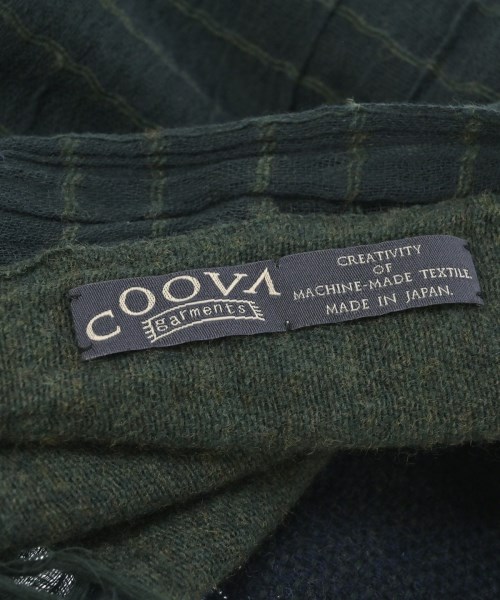 COOVA
garments
CREATIVITY
OF
MACHINE-MADE TEXTILE
MADE IN JAPAN.